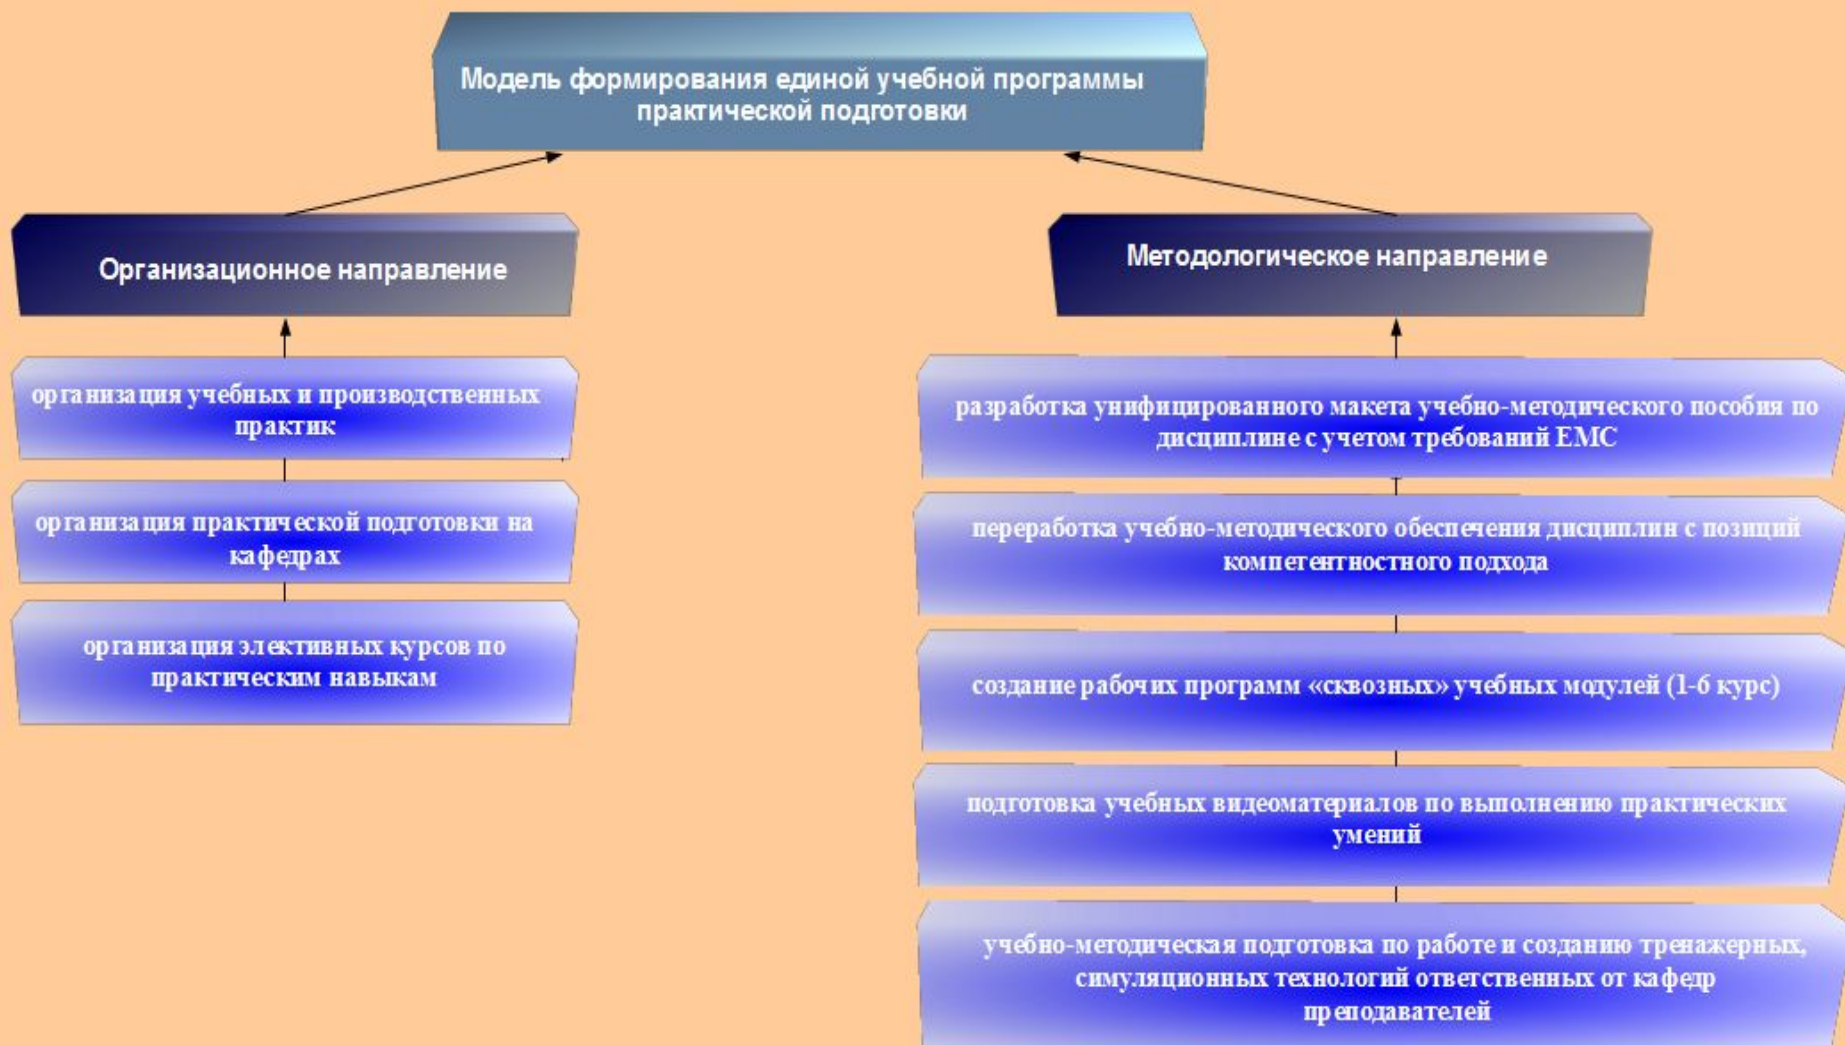 Модель формирования единой учебной программы
практической подготовки
Организационное направление
организация учебных и производственных
практик
организация практической подготовки на
кафедрах
организация элективных курсов по
практическим навыкам
Методологическое направление
разработка унифицированного макета учебно-методического пособия по
дисциплине с учетом требований ЕМС
переработка учебно-методического обеспечения дисциплин с позиций
компетентностного подхода
создание рабочих программ «сквозных» учебных модулей (1-6 курс)
подготовка учебных видеоматериалов по выполнению практических
умений
учебно-методическая подготовка по работе и созданию тренажерных,
симуляционных технологий ответственных от кафедр
преподавателей